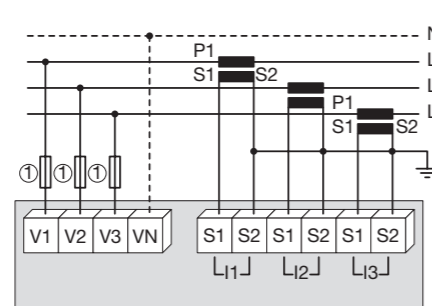 N
P1
L
S1 S2
L
P1
L
S1 S2
① ① ①
V1 V2 V3 VN S1 S2 S1 S2 S1 S2
I1 I2 I3